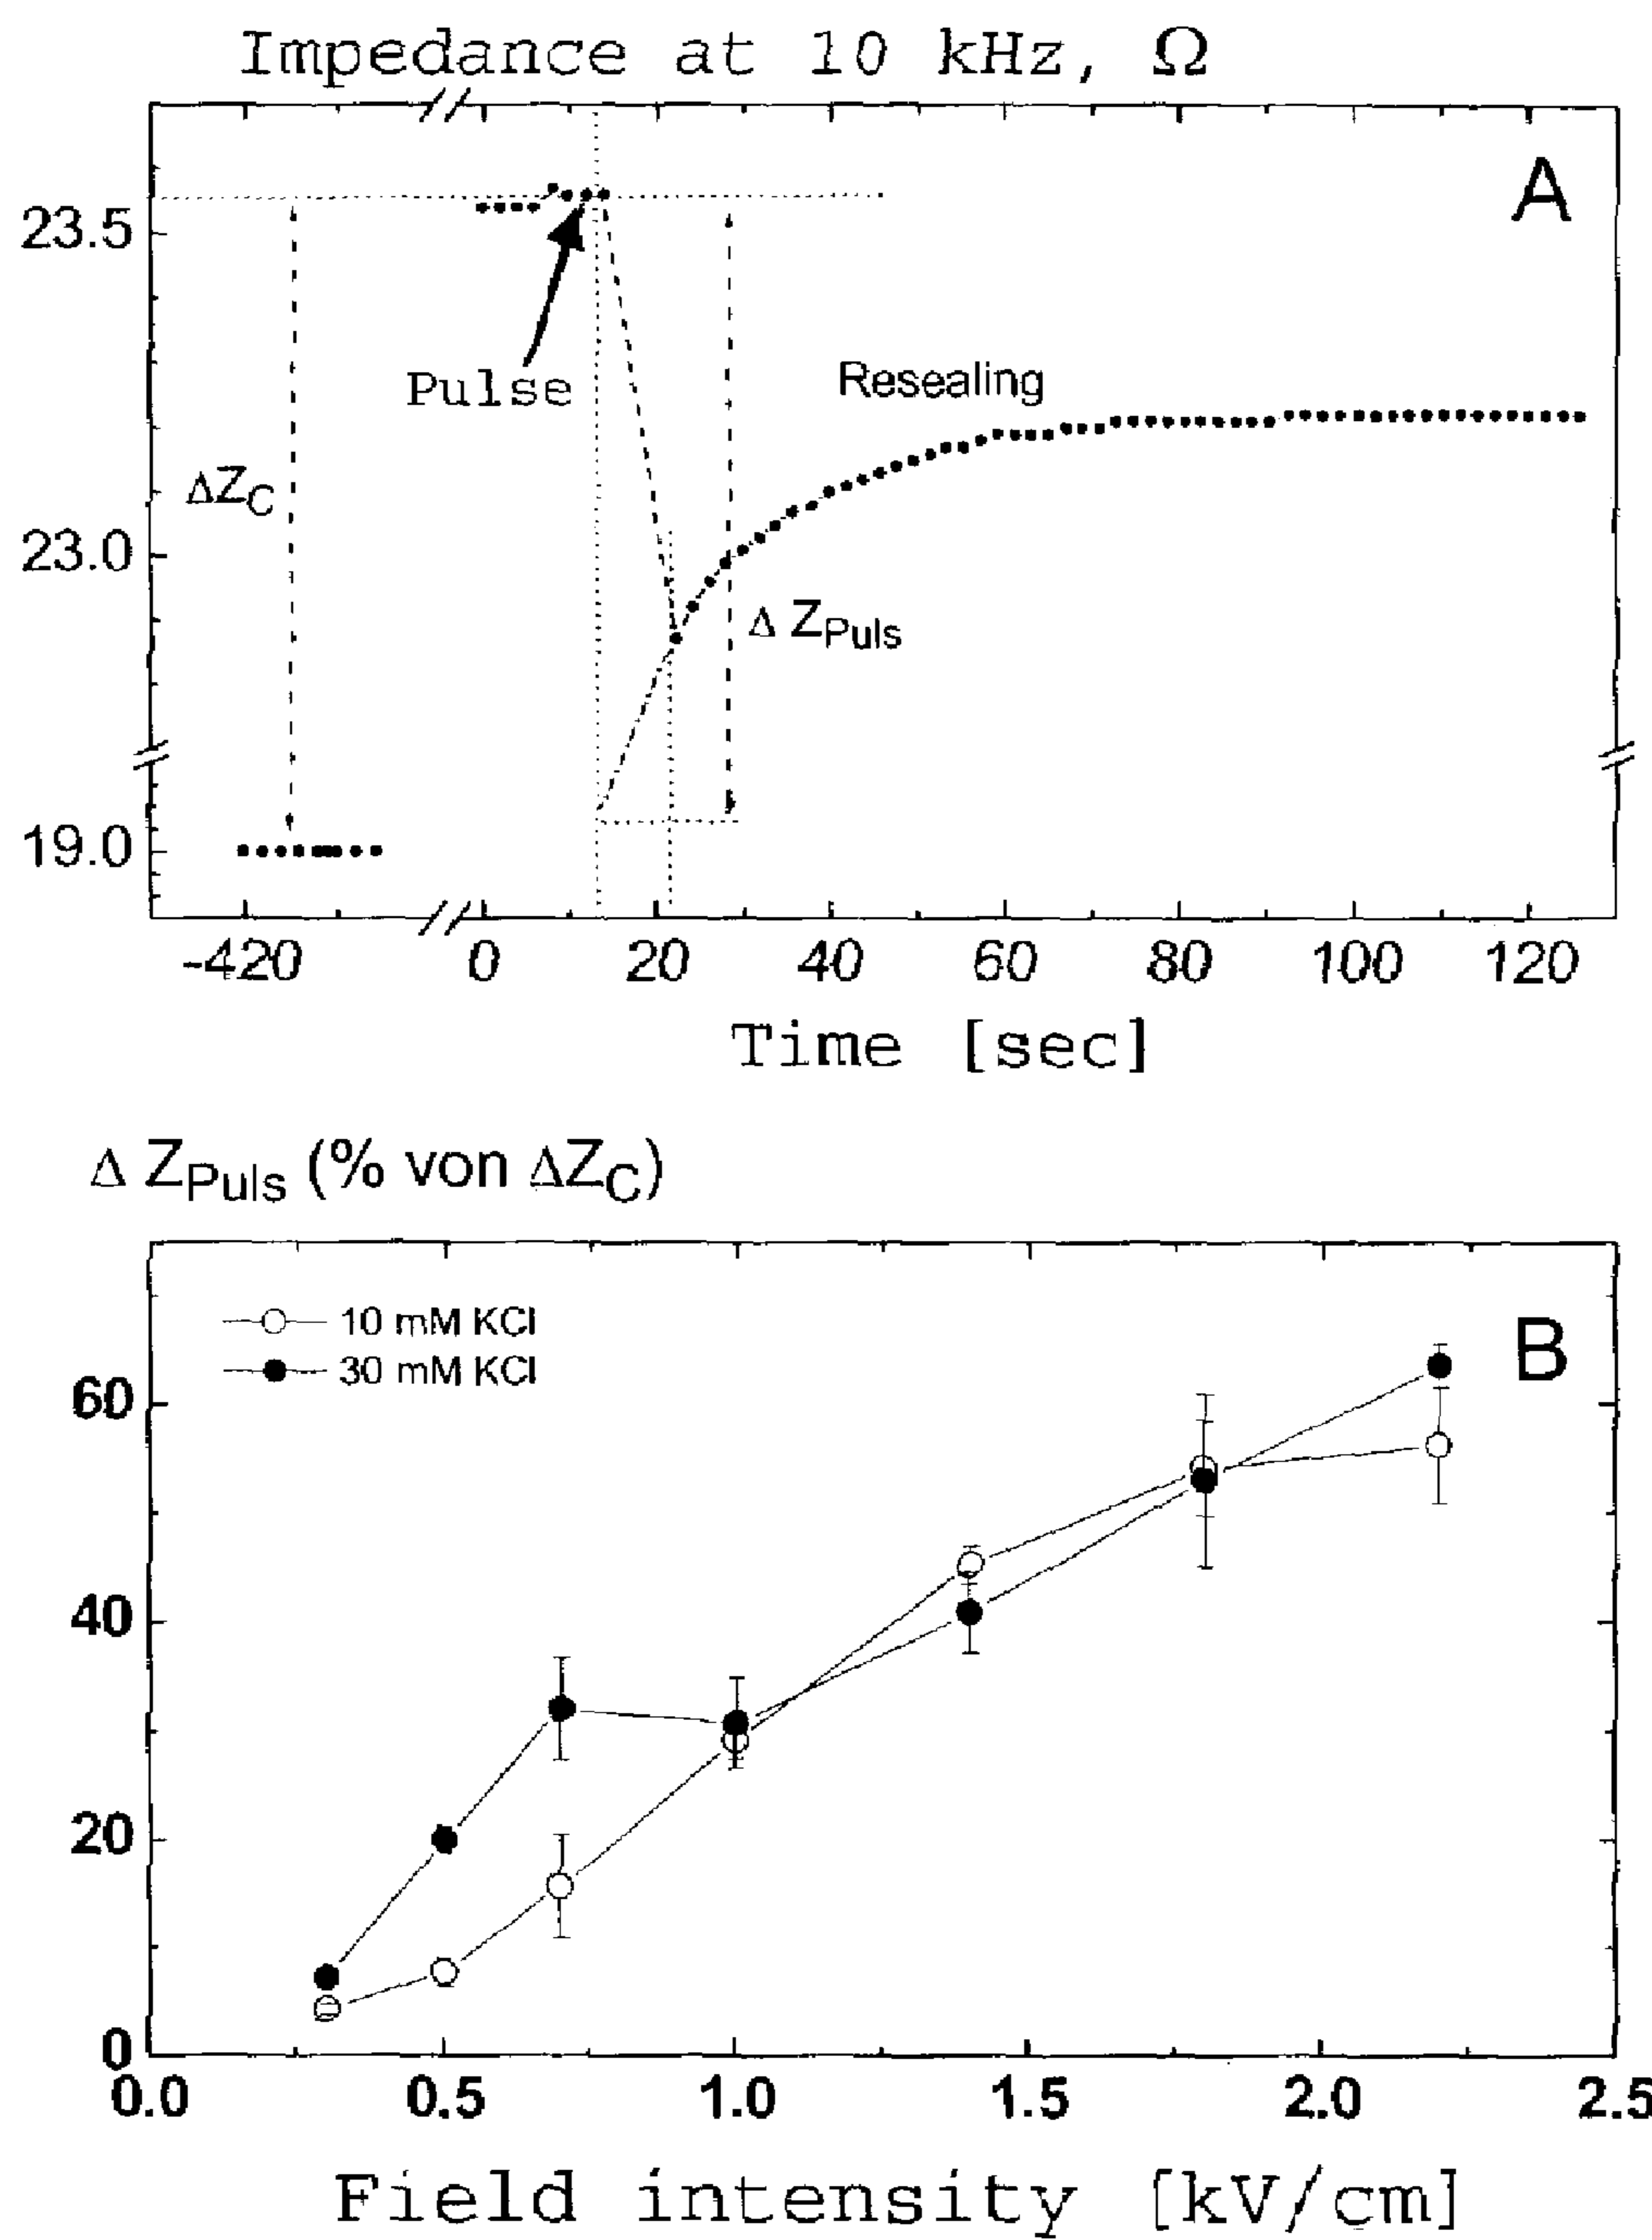 Impedance at 10 kHz, Ω
A
23.5
Pulse
Resealing
ΔZC
23.0
Δ ZPuls
19.0
-420 0 20 40 60 80 100 120
Time [sec]
Δ ZPuls (% von ΔZC)
10 mM KCl
30 mM KCl
B
60
40
20
0
0.0 0.5 1.0 1.5 2.0 2.5
Field intensity [kV/cm]